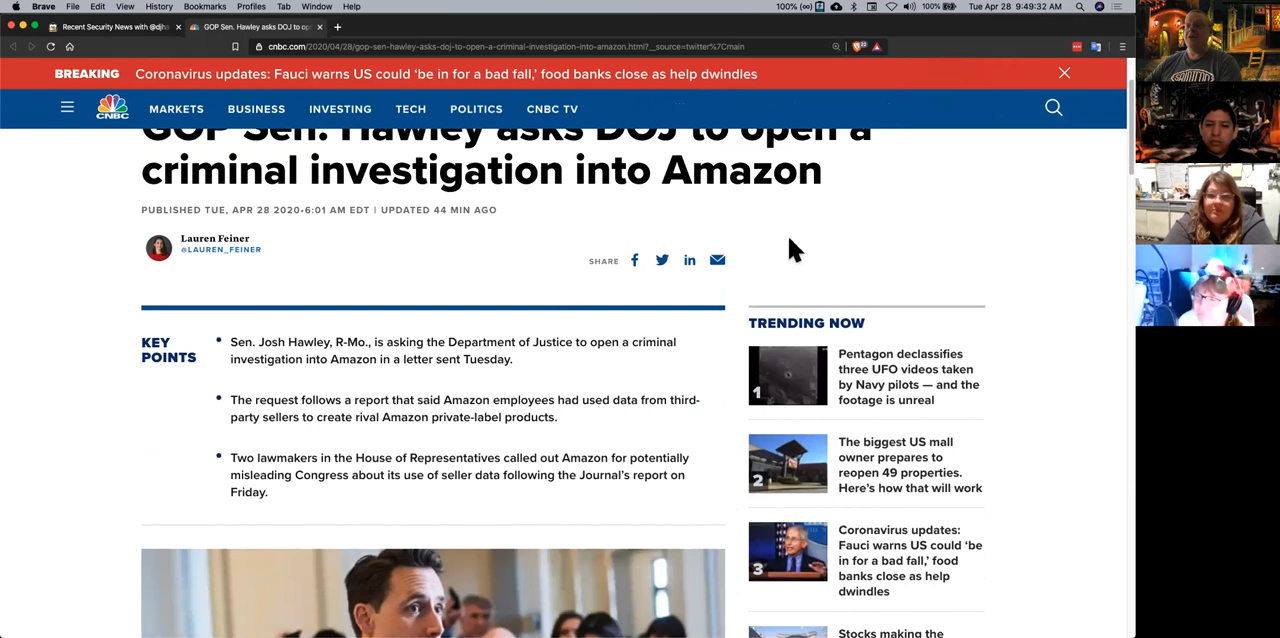 Brave File Edit View History Bookmarks Profiles Tab Window Help 100% 100% Tue Apr 28 9:49:32 AM
Recent Security News with @djha × GOP Sen. Hawley asks DOJ to op × +
cnbc.com/2020/04/28/gop-sen-hawley-asks-doj-to-open-a-criminal-investigation-into-amazon.html?__source=twitter%7Cmain
BREAKING Coronavirus updates: Fauci warns US could ‘be in for a bad fall,’ food banks close as help dwindles
CNBC MARKETS BUSINESS INVESTING TECH POLITICS CNBC TV
GOP Sen. Hawley asks DOJ to open a
criminal investigation into Amazon
PUBLISHED TUE, APR 28 2020•6:01 AM EDT | UPDATED 44 MIN AGO
Lauren Feiner
@LAUREN_FEINER
SHARE
KEY
POINTS
• Sen. Josh Hawley, R-Mo., is asking the Department of Justice to open a criminal
investigation into Amazon in a letter sent Tuesday.
• The request follows a report that said Amazon employees had used data from third-
party sellers to create rival Amazon private-label products.
• Two lawmakers in the House of Representatives called out Amazon for potentially
misleading Congress about its use of seller data following the Journal’s report on
Friday.
TRENDING NOW
1
Pentagon declassifies
three UFO videos taken
by Navy pilots — and the
footage is unreal
2
The biggest US mall
owner prepares to
reopen 49 properties.
Here’s how that will work
3
Coronavirus updates:
Fauci warns US could ‘be
in for a bad fall,’ food
banks close as help
dwindles
Stocks making the